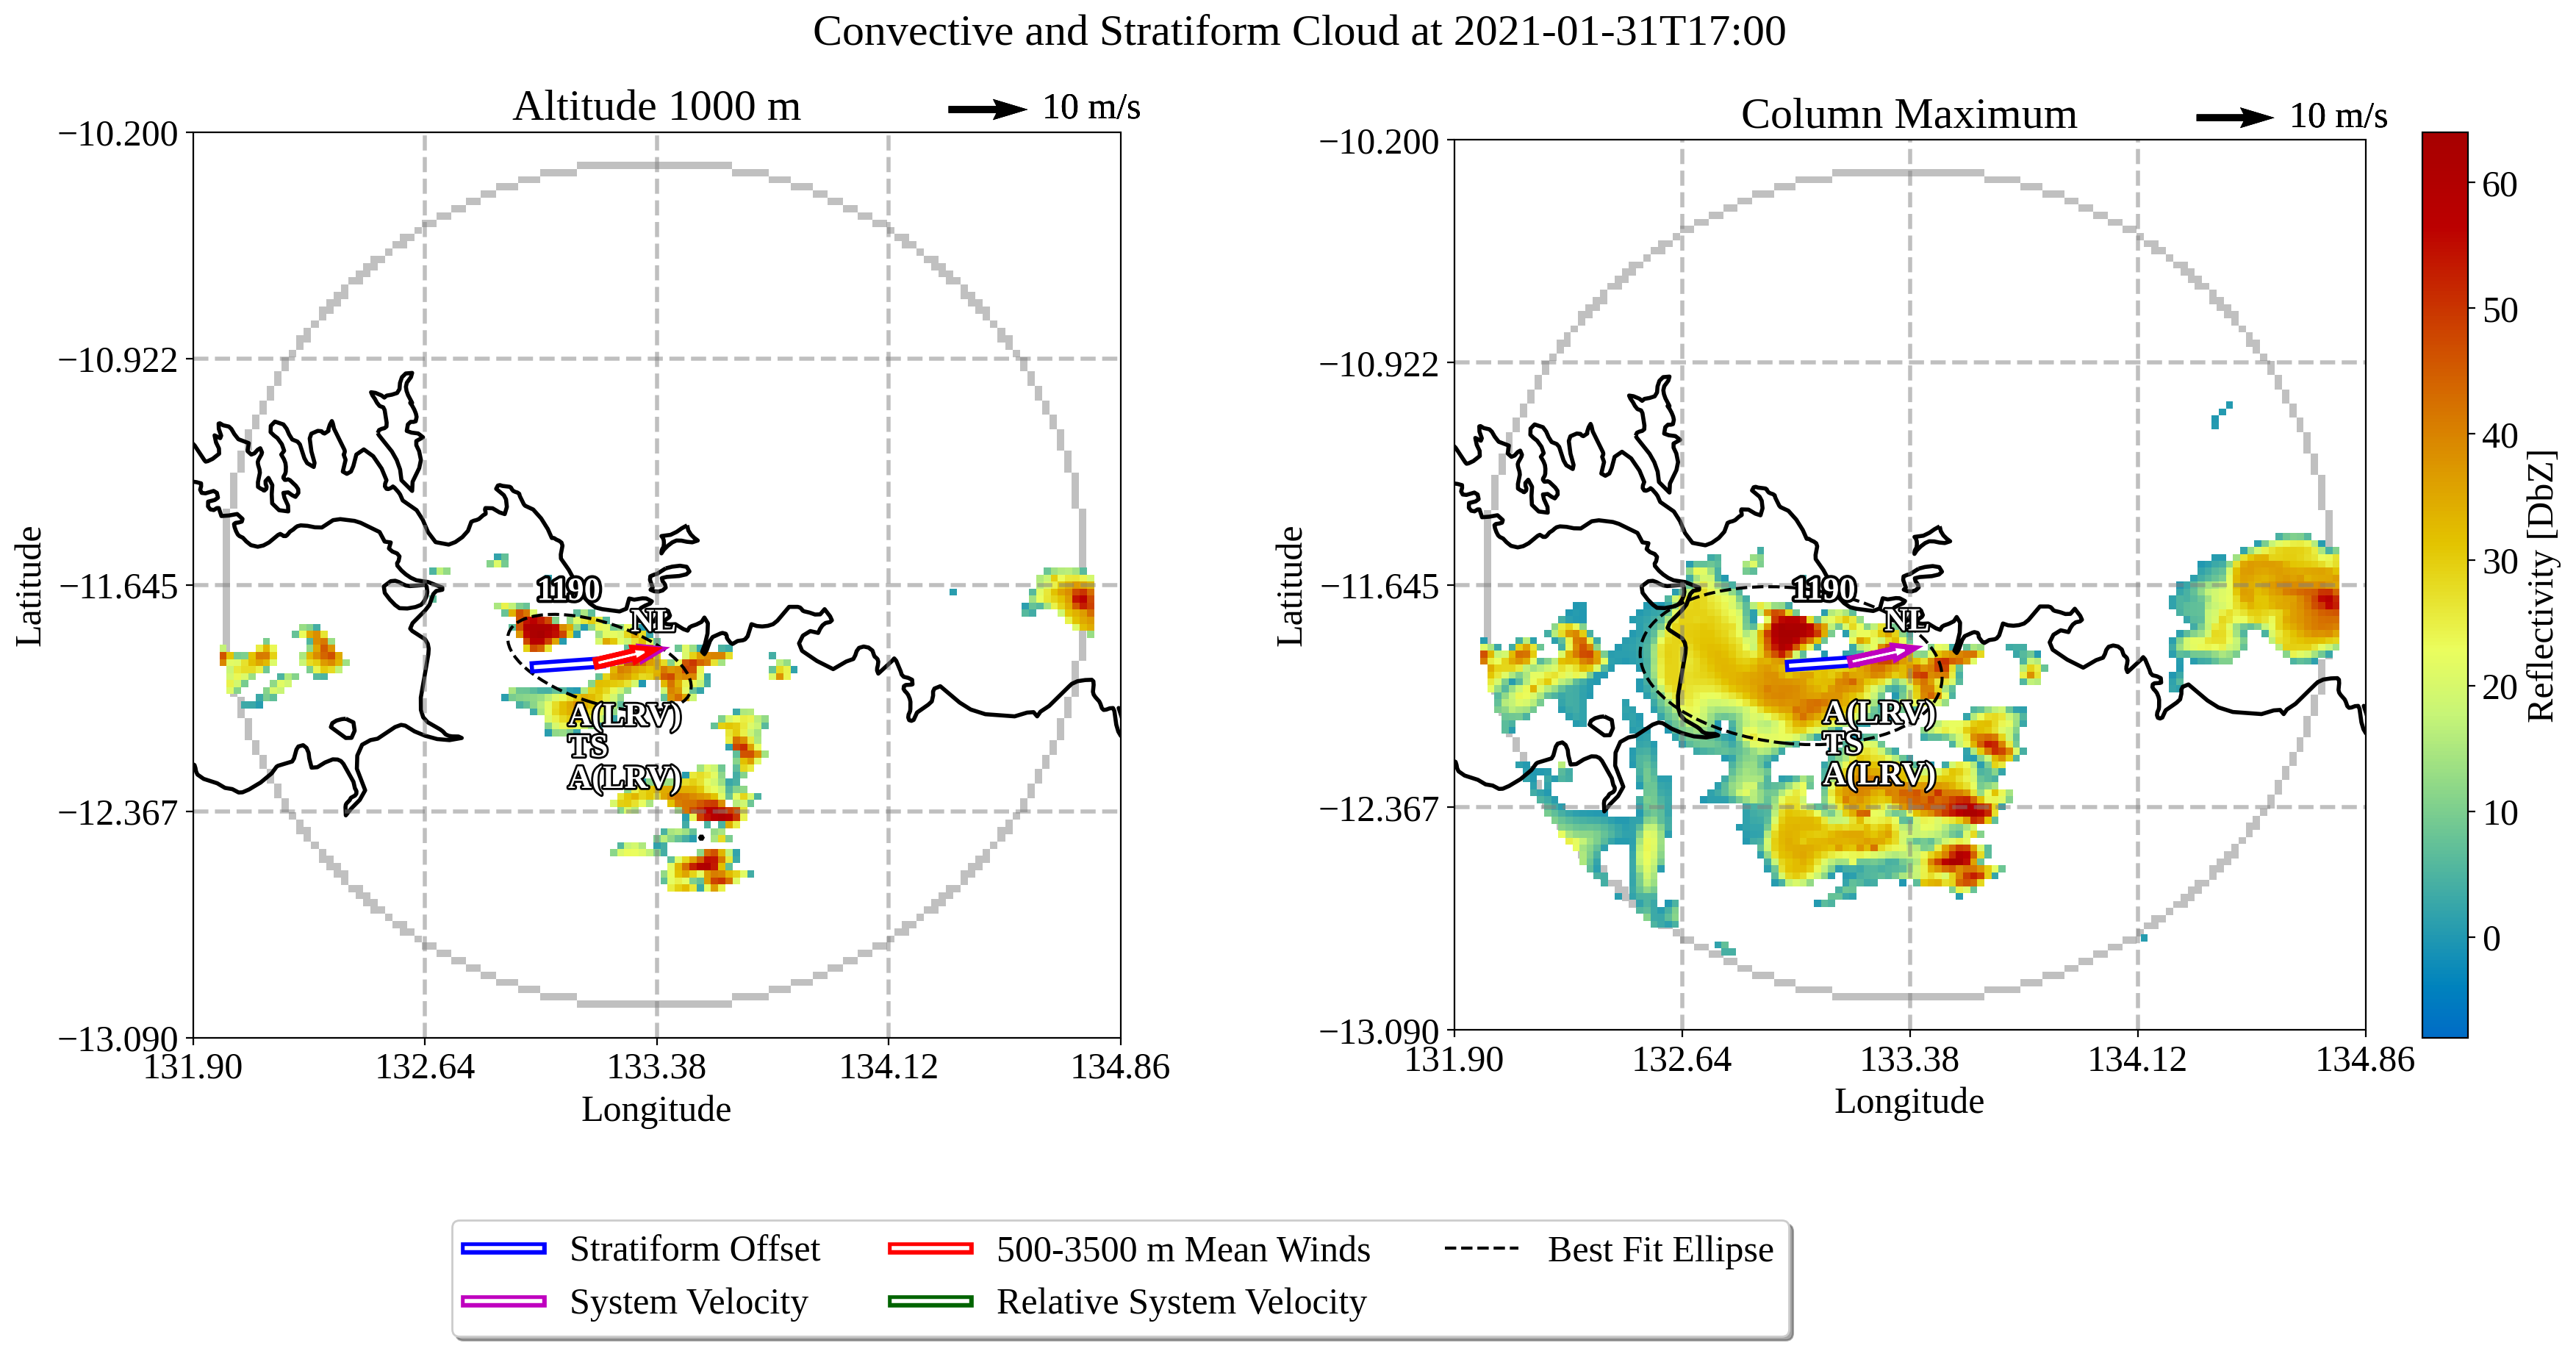 Convective and Stratiform Cloud at 2021-01-31T17:00
Altitude 1000 m
10 m/s
Latitude
−10.200
−10.922
−11.645
−12.367
−13.090
1190
NL
A(LRV)
TS
A(LRV)
131.90
132.64
133.38
134.12
134.86
Longitude
Column Maximum
10 m/s
Latitude
−10.200
−10.922
−11.645
−12.367
−13.090
1190
NL
A(LRV)
TS
A(LRV)
131.90
132.64
133.38
134.12
134.86
Longitude
60
50
40
30
20
10
0
Reflectivity [DbZ]
Stratiform Offset
System Velocity
500-3500 m Mean Winds
Relative System Velocity
Best Fit Ellipse